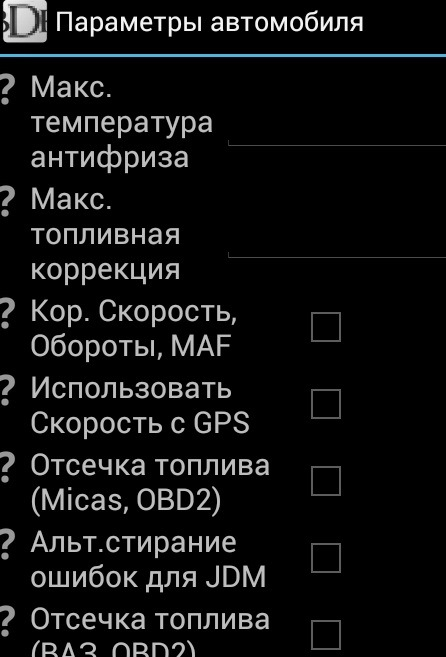 Параметры автомобиля
? Макс.
температура
антифриза
? Макс.
топливная
коррекция
? Кор. Скорость,
Обороты, MAF
? Использовать
Скорость с GPS
? Отсечка топлива
(Micas, OBD2)
? Альт.стирание
ошибок для JDM
? Отсечка топлива
(ВАЗ, OBD2)